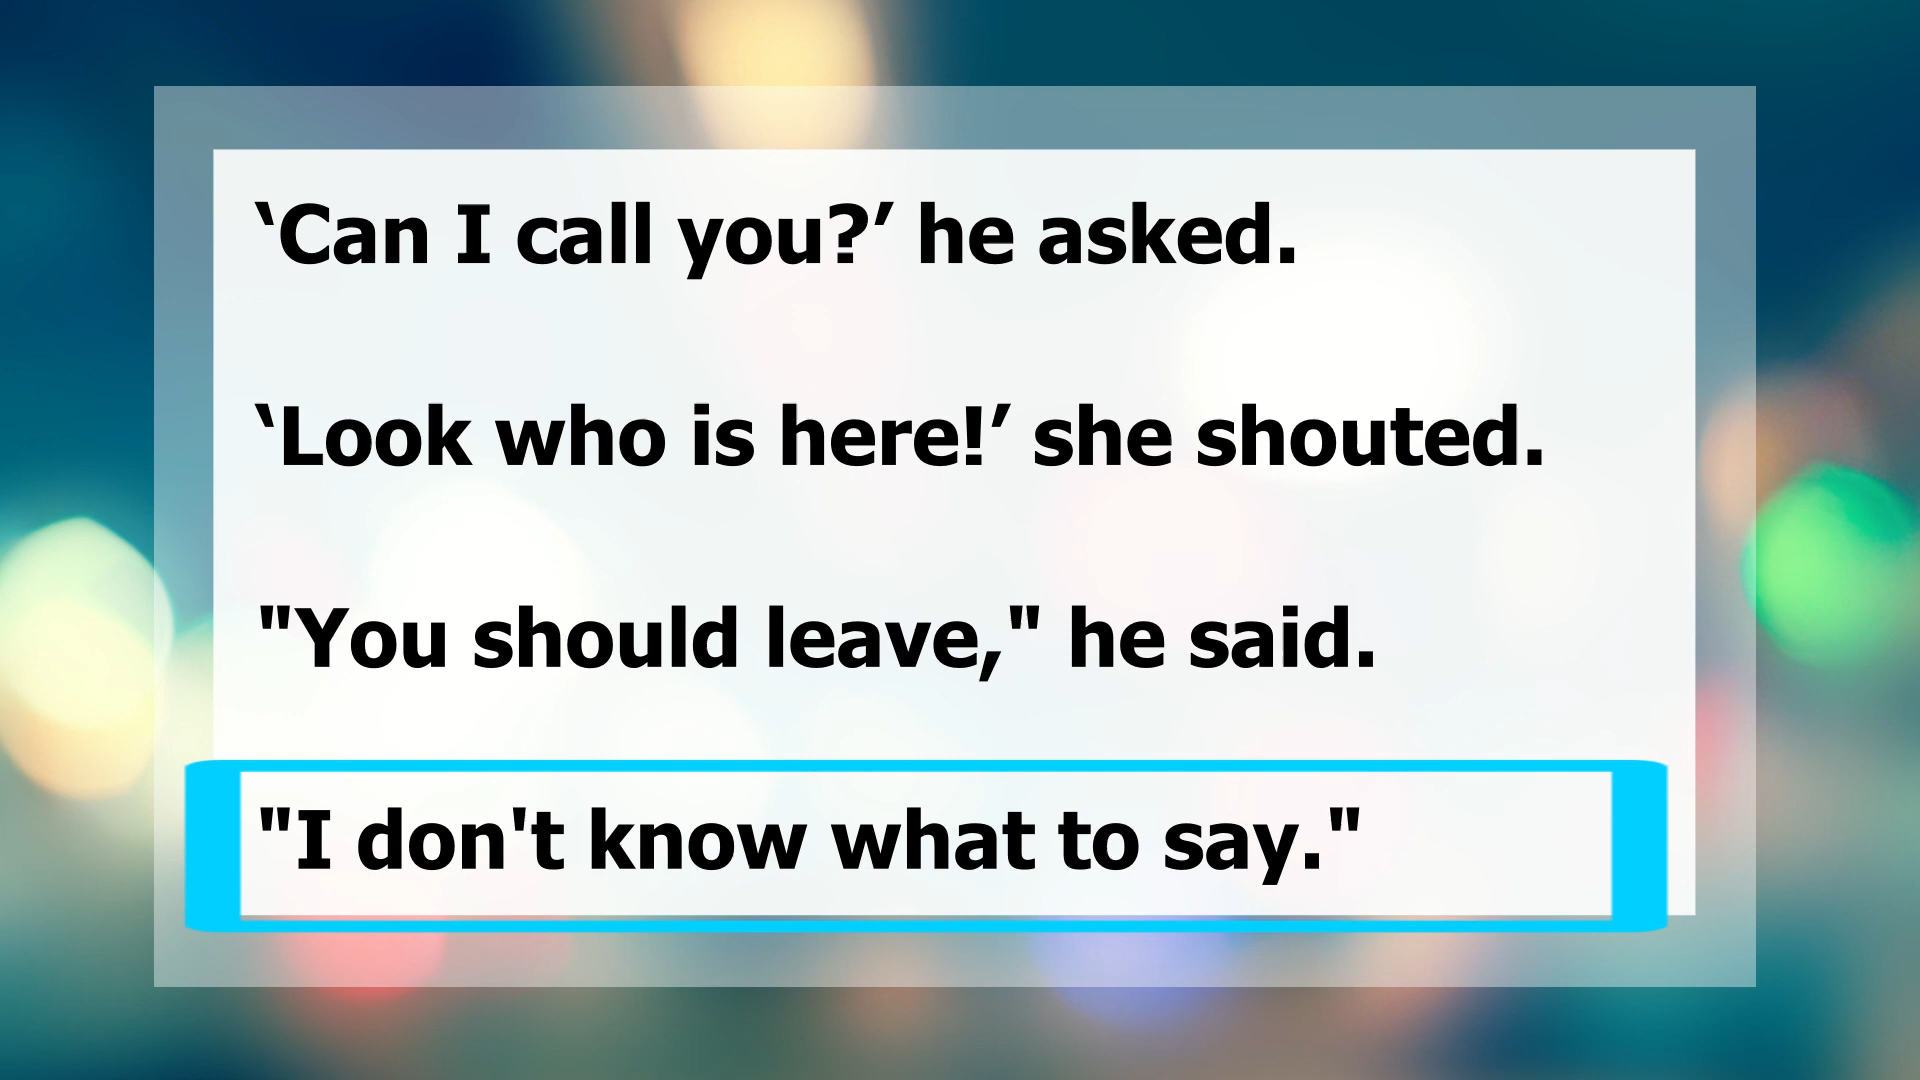 ‘Can I call you?’ he asked.
‘Look who is here!’ she shouted.
"You should leave," he said.
"I don't know what to say."